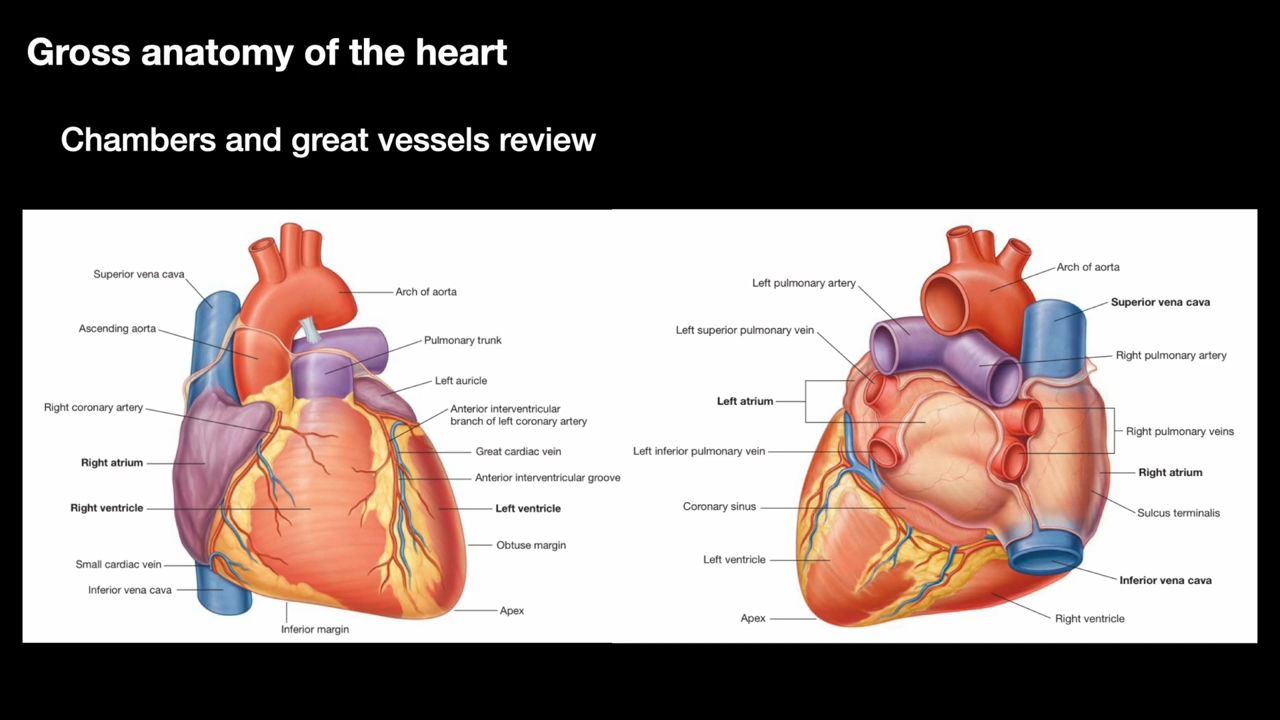 Gross anatomy of the heart
Chambers and great vessels review
Superior vena cava
Ascending aorta
Right coronary artery
Right atrium
Right ventricle
Small cardiac vein
Inferior vena cava
Inferior margin
Arch of aorta
Pulmonary trunk
Left auricle
Anterior interventricular
branch of left coronary artery
Great cardiac vein
Anterior interventricular groove
Left ventricle
Obtuse margin
Apex
Left pulmonary artery
Left superior pulmonary vein
Left atrium
Left inferior pulmonary vein
Coronary sinus
Left ventricle
Apex
Arch of aorta
Superior vena cava
Right pulmonary artery
Right pulmonary veins
Right atrium
Sulcus terminalis
Inferior vena cava
Right ventricle